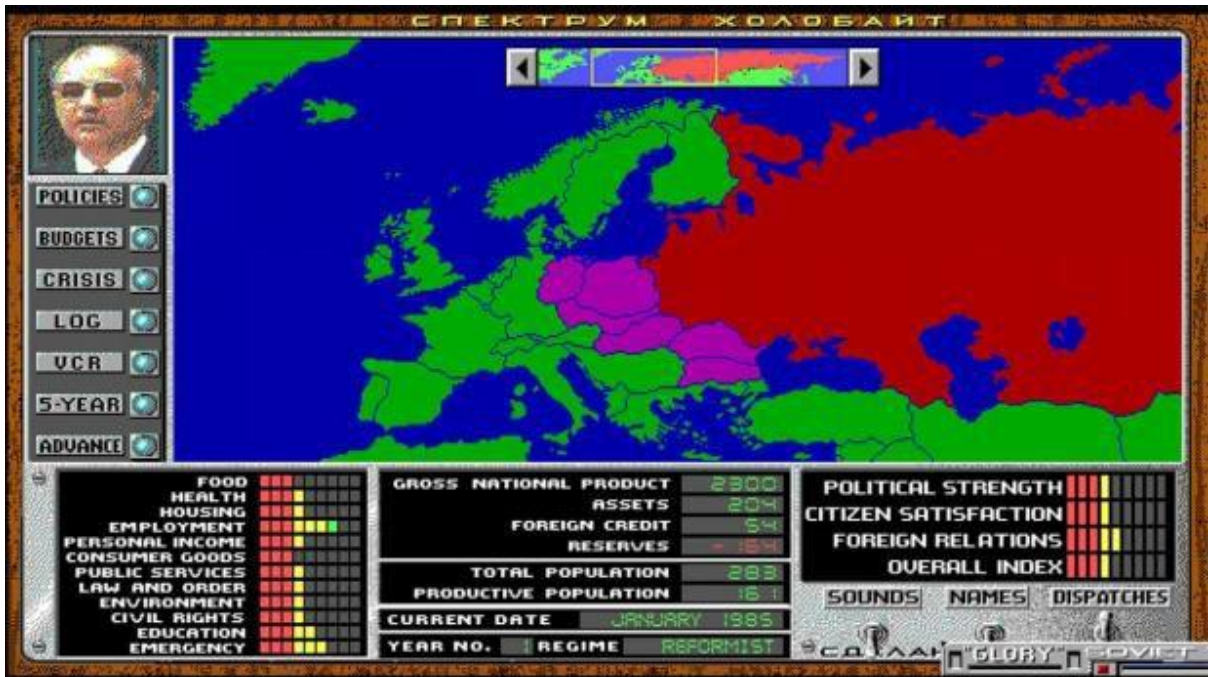 СПЕКТРУМ ХОЛОБАЙТ
POLICIES
BUDGETS
CRISIS
LOG
VCR
5-YEAR
ADVANCE
FOOD
HEALTH
HOUSING
EMPLOYMENT
PERSONAL INCOME
CONSUMER GOODS
PUBLIC SERVICES
LAW AND ORDER
ENVIRONMENT
CIVIL RIGHTS
EDUCATION
EMERGENCY
GROSS NATIONAL PRODUCT 2300
ASSETS 204
FOREIGN CREDIT 54
RESERVES -164
TOTAL POPULATION 283
PRODUCTIVE POPULATION 161
CURRENT DATE JANUARY 1985
YEAR NO. 1 REGIME REFORMIST
POLITICAL STRENGTH
CITIZEN SATISFACTION
FOREIGN RELATIONS
OVERALL INDEX
SOUNDS NAMES DISPATCHES
"GLORY" SOVIET